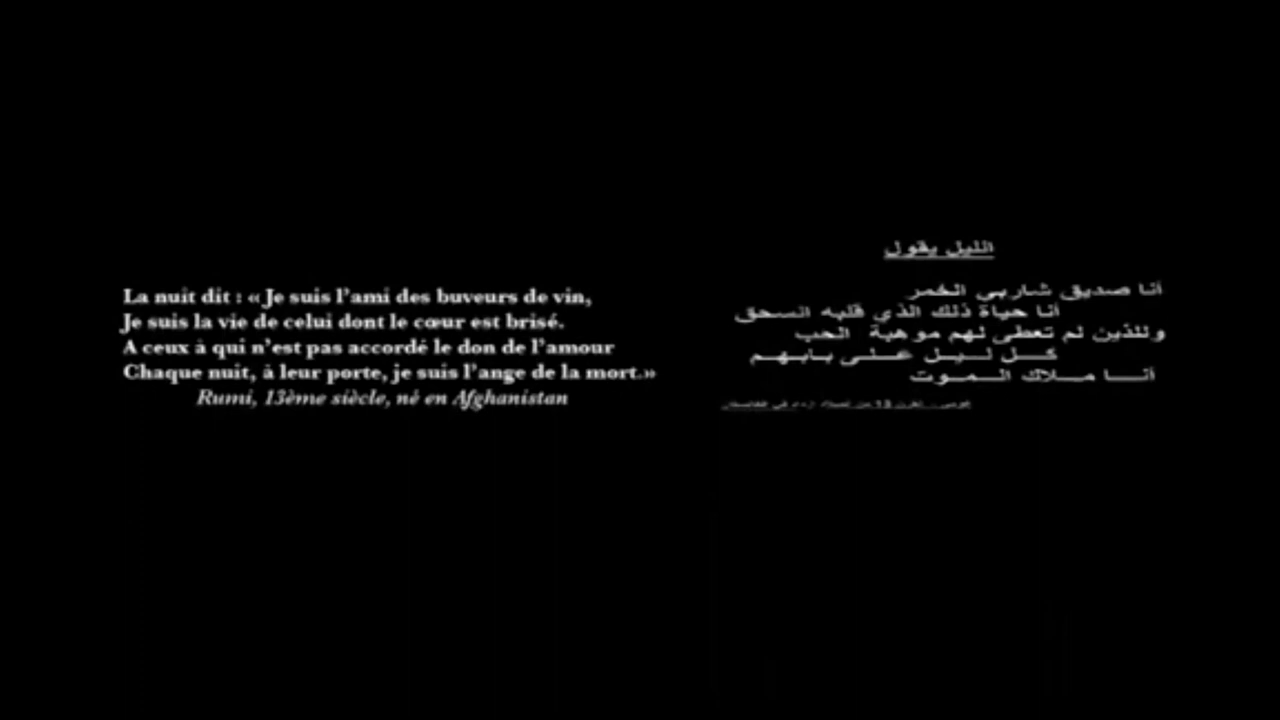 La nuit dit : « Je suis l'ami des buveurs de vin,
Je suis la vie de celui dont le cœur est brisé.
A ceux à qui n'est pas accordé le don de l'amour
Chaque nuit, à leur porte, je suis l'ange de la mort.»
Rumi, 13ème siècle, né en Afghanistan
الليل يقول
أنا صديق شاربي الخمر
أنا حياة ذلك الذي قلبه انسحق
وللذين لم تعطى لهم موهبة الحب
كل ليل على بابهم
أنا ملاك الموت
13